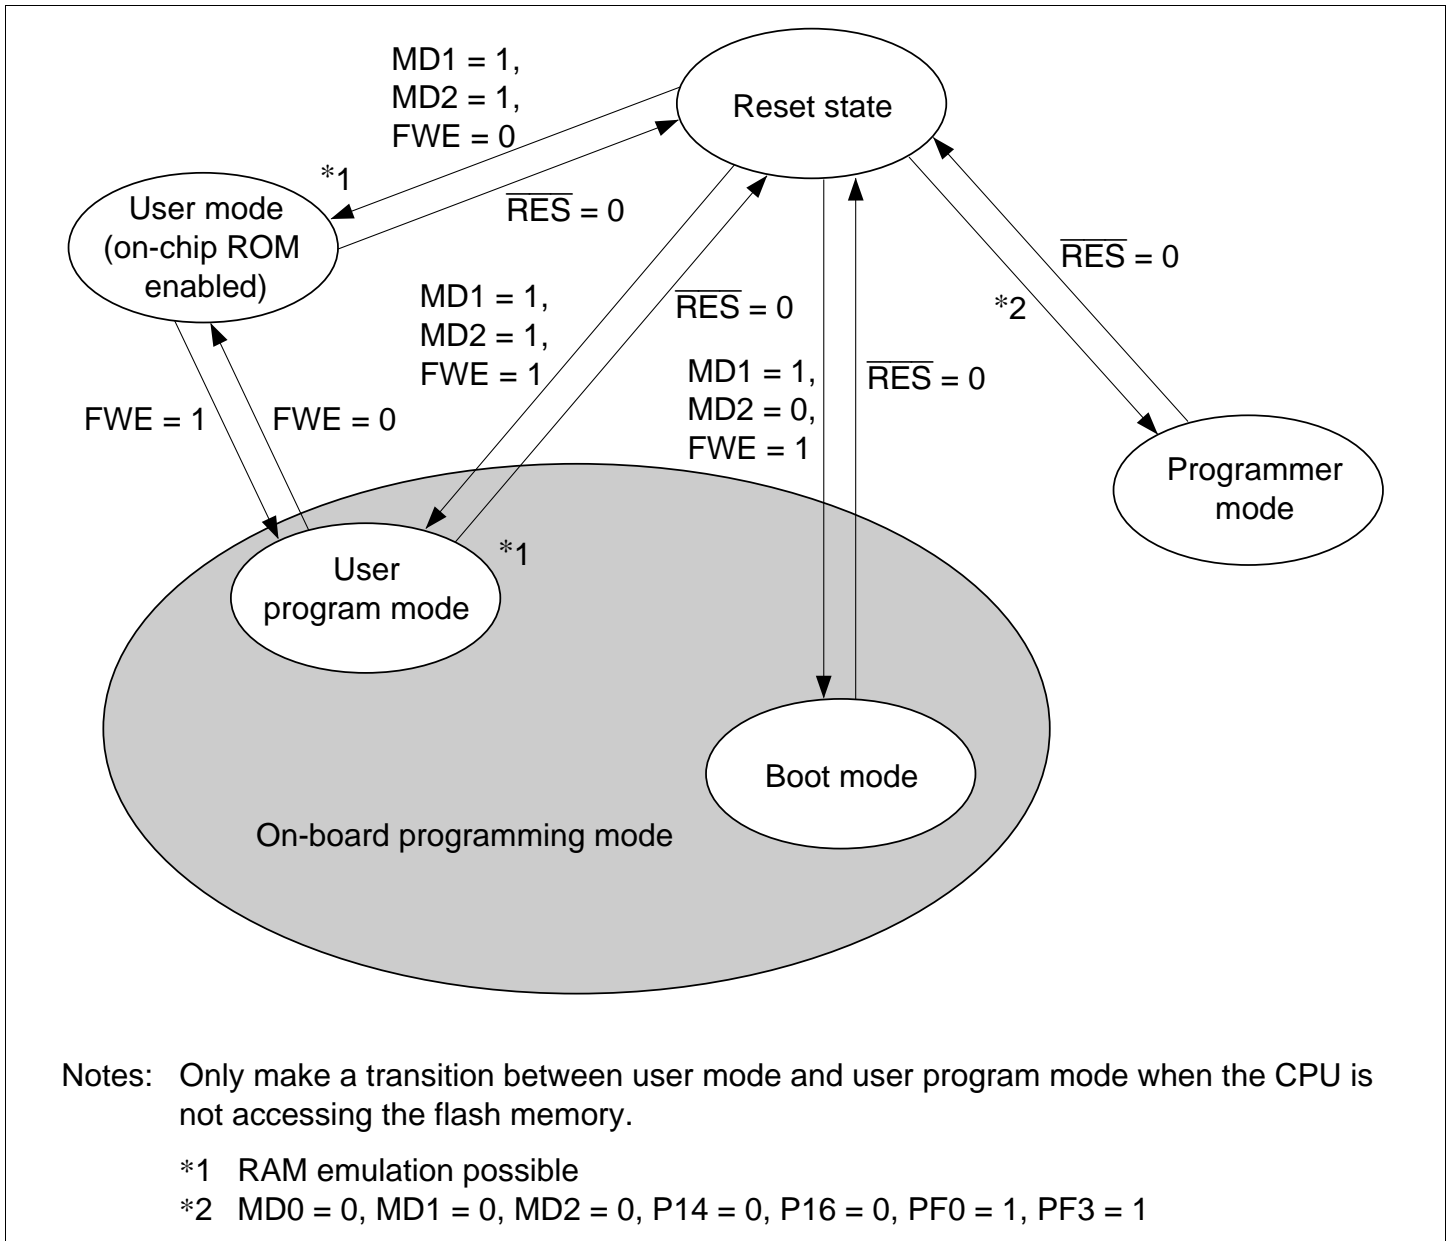 MD1 = 1,
MD2 = 1,
FWE = 0
Reset state
*1
User mode
(on-chip ROM
enabled)
R̅E̅S̅ = 0
R̅E̅S̅ = 0
MD1 = 1,
MD2 = 1,
FWE = 1
R̅E̅S̅ = 0
*2
MD1 = 1,
MD2 = 0,
FWE = 1
R̅E̅S̅ = 0
FWE = 1
FWE = 0
Programmer
mode
*1
User
program mode
Boot mode
On-board programming mode
Notes: Only make a transition between user mode and user program mode when the CPU is
not accessing the flash memory.
*1 RAM emulation possible
*2 MD0 = 0, MD1 = 0, MD2 = 0, P14 = 0, P16 = 0, PF0 = 1, PF3 = 1